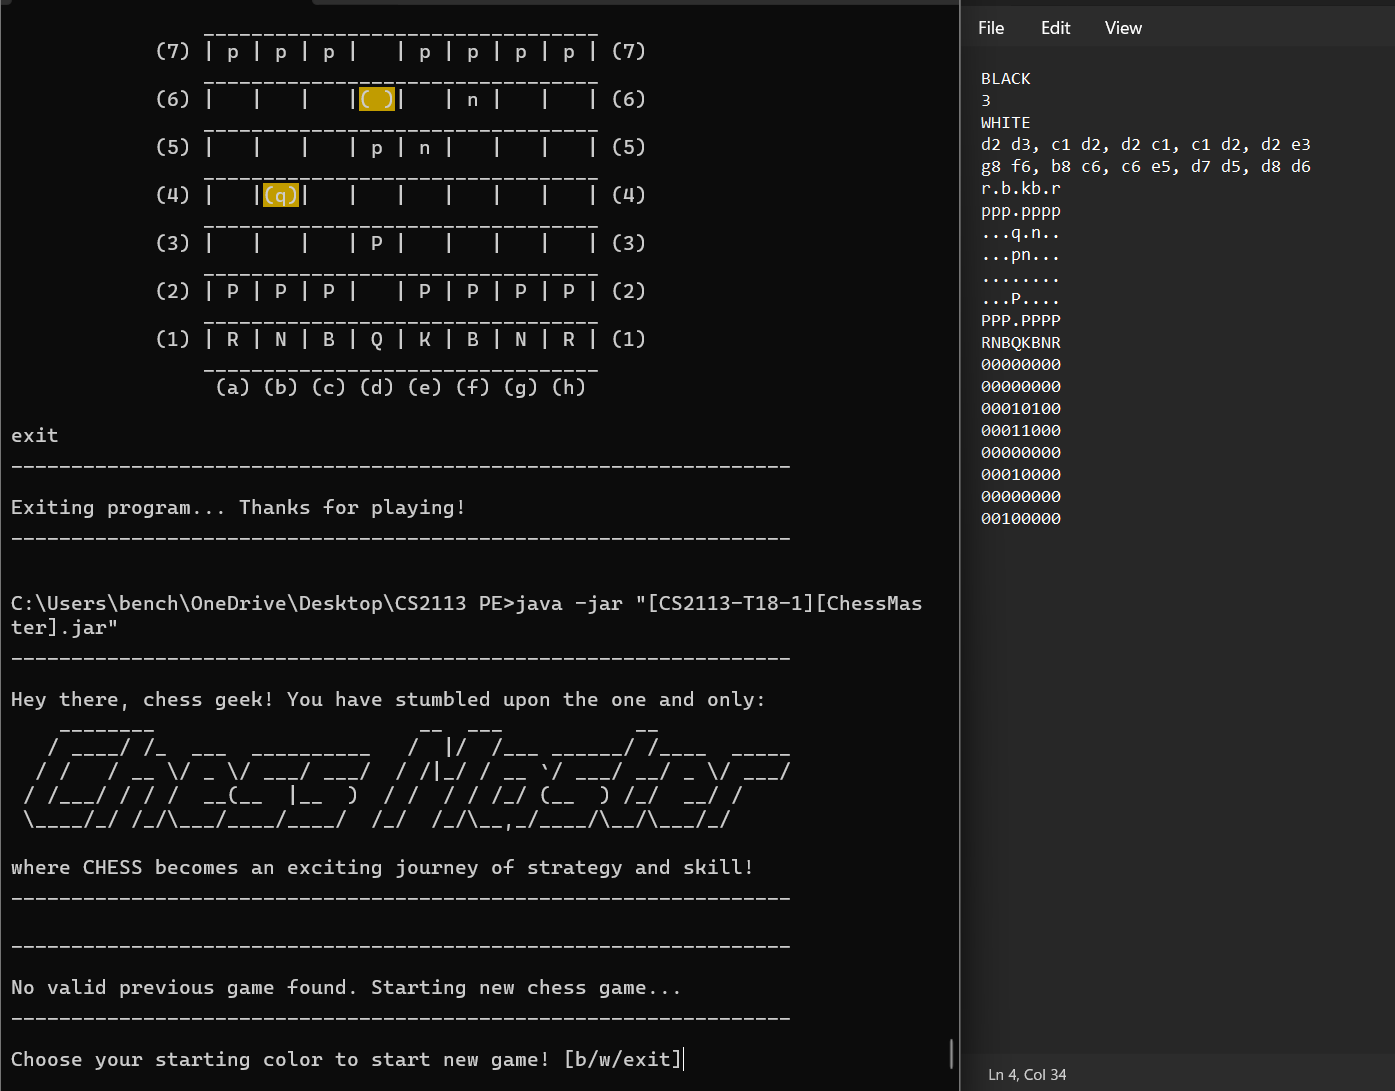 (7) | p | p | p |   | p | p | p | p | (7)
(6) |   |   |   |( )|   | n |   |   | (6)
(5) |   |   |   | p | n |   |   |   | (5)
(4) |   |(q)|   |   |   |   |   |   | (4)
(3) |   |   |   | P |   |   |   |   | (3)
(2) | P | P | P |   | P | P | P | P | (2)
(1) | R | N | B | Q | K | B | N | R | (1)
(a) (b) (c) (d) (e) (f) (g) (h)
exit
Exiting program... Thanks for playing!
C:\Users\bench\OneDrive\Desktop\CS2113 PE>java -jar "[CS2113-T18-1][ChessMas
ter].jar"
Hey there, chess geek! You have stumbled upon the one and only:
Chess Master
where CHESS becomes an exciting journey of strategy and skill!
No valid previous game found. Starting new chess game...
Choose your starting color to start new game! [b/w/exit]
File Edit View
BLACK
3
WHITE
d2 d3, c1 d2, d2 c1, c1 d2, d2 e3
g8 f6, b8 c6, c6 e5, d7 d5, d8 d6
r.b.kb.r
ppp.pppp
...q.n..
...pn...
........
...P....
PPP.PPPP
RNBQKBNR
00000000
00000000
00010100
00011000
00000000
00010000
00000000
00100000
Ln 4, Col 34